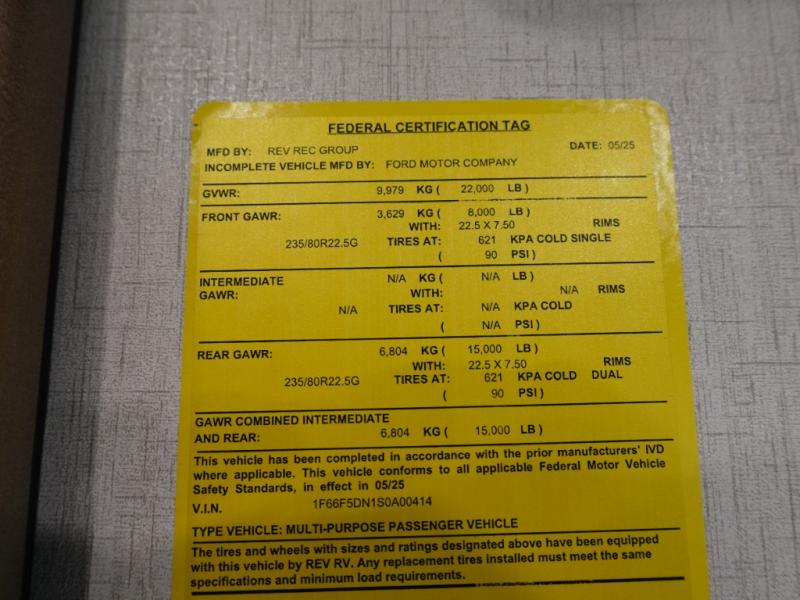 FEDERAL CERTIFICATION TAG
MFD BY: REV REC GROUP DATE: 05/25
INCOMPLETE VEHICLE MFD BY: FORD MOTOR COMPANY
GVWR: 9,979 KG ( 22,000 LB )
FRONT GAWR: 3,629 KG ( 8,000 LB )
WITH: 22.5 X 7.50 RIMS
235/80R22.5G TIRES AT: 621 KPA COLD SINGLE
( 90 PSI )
INTERMEDIATE N/A KG ( N/A LB )
GAWR: WITH: N/A RIMS
N/A TIRES AT: N/A KPA COLD
( N/A PSI )
REAR GAWR: 6,804 KG ( 15,000 LB )
WITH: 22.5 X 7.50 RIMS
235/80R22.5G TIRES AT: 621 KPA COLD DUAL
( 90 PSI )
GAWR COMBINED INTERMEDIATE
AND REAR: 6,804 KG ( 15,000 LB )
This vehicle has been completed in accordance with the prior manufacturers' IVD
where applicable. This vehicle conforms to all applicable Federal Motor Vehicle
Safety Standards, in effect in 05/25
V.I.N. 1F66F5DN1S0A00414
TYPE VEHICLE: MULTI-PURPOSE PASSENGER VEHICLE
The tires and wheels with sizes and ratings designated above have been equipped
with this vehicle by REV RV. Any replacement tires installed must meet the same
specifications and minimum load requirements.